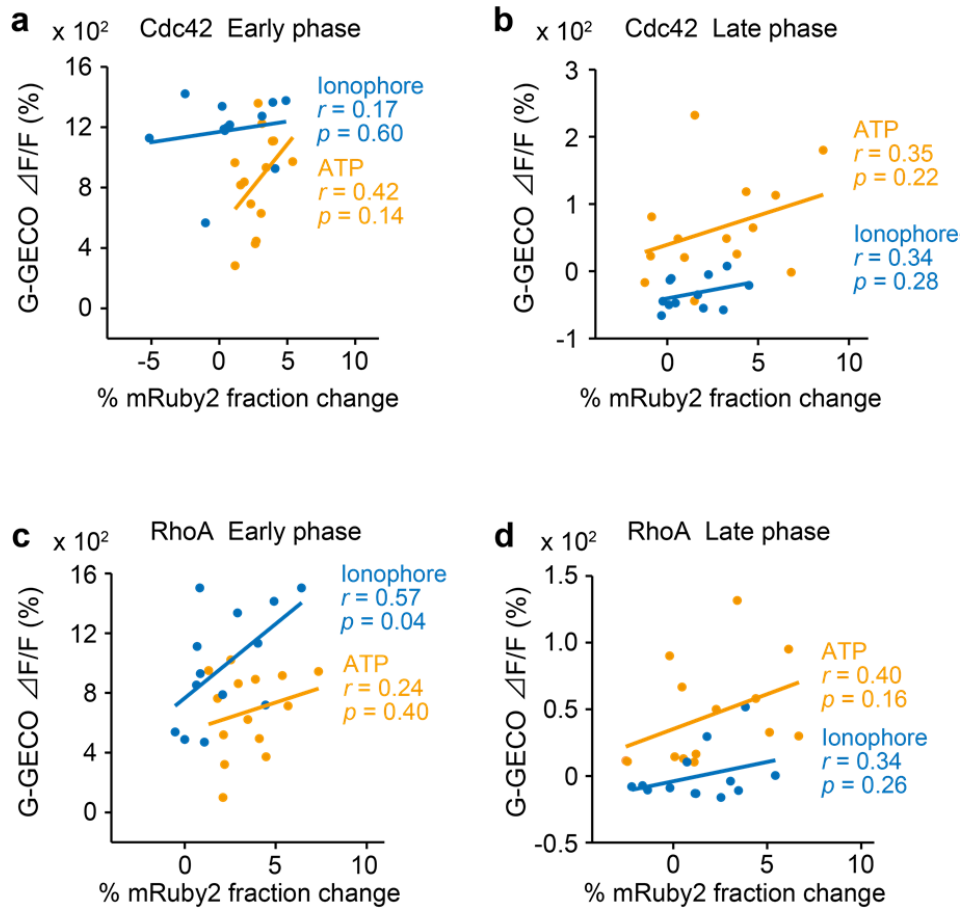 a
x 10²
Cdc42 Early phase
G-GECO ⊿F/F (%)
16
12
8
4
0
-5
0
5
10
% mRuby2 fraction change
Ionophore
r = 0.17
p = 0.60
ATP
r = 0.42
p = 0.14
b
x 10²
Cdc42 Late phase
G-GECO ⊿F/F (%)
3
2
1
0
-1
0
5
10
% mRuby2 fraction change
ATP
r = 0.35
p = 0.22
Ionophore
r = 0.34
p = 0.28
c
x 10²
RhoA Early phase
G-GECO ⊿F/F (%)
16
12
8
4
0
0
5
10
% mRuby2 fraction change
Ionophore
r = 0.57
p = 0.04
ATP
r = 0.24
p = 0.40
d
x 10²
RhoA Late phase
G-GECO ⊿F/F (%)
1.5
1.0
0.5
0
-0.5
0
5
10
% mRuby2 fraction change
ATP
r = 0.40
p = 0.16
Ionophore
r = 0.34
p = 0.26